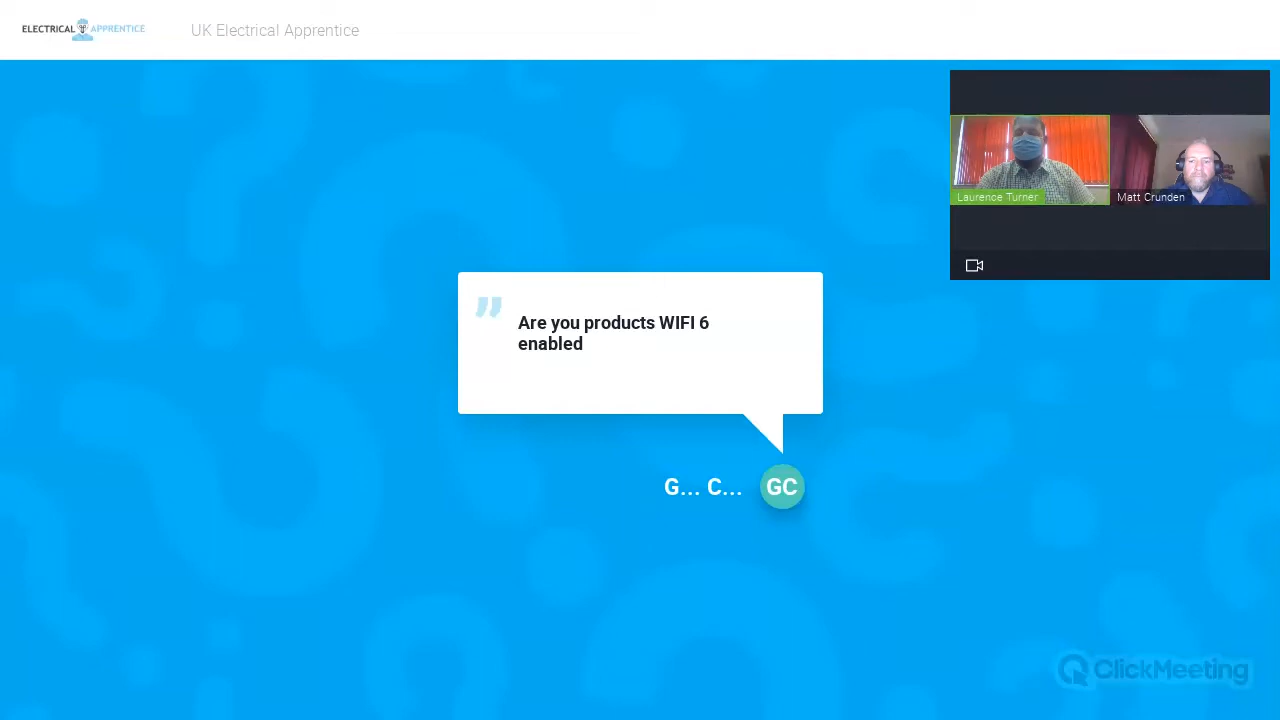 ELECTRICAL APPRENTICE
UK Electrical Apprentice
Laurence Turner
Matt Crunden
Are you products WIFI 6
enabled
G... C...
GC
ClickMeeting